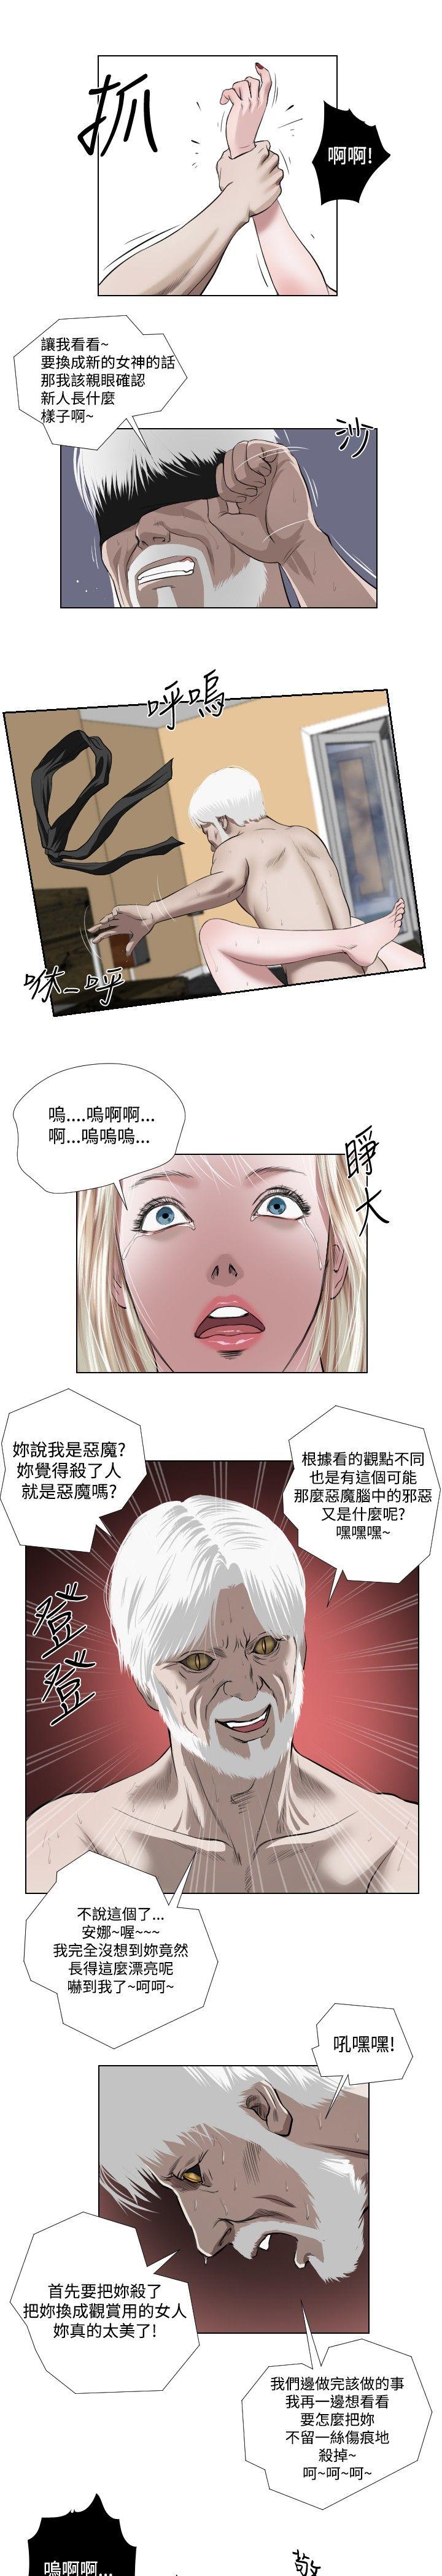 抓
啊啊!
讓我看看~
要換成新的女神的話
那我該親眼確認
新人長什麼
樣子啊~
沙
呼嗚
咻-呼
嗚....嗚啊啊...
啊...嗚嗚嗚...
睜
-
大
妳說我是惡魔?
妳覺得殺了人
就是惡魔嗎?
根據看的觀點不同
也是有這個可能
那麼惡魔腦中的邪惡
又是什麼呢?
嘿嘿嘿~
登
登
不說這個了...
安娜~喔~~~
我完全沒想到妳竟然
長得這麼漂亮呢
嚇到我了~呵呵~
吼嘿嘿!
首先要把妳殺了
把妳換成觀賞用的女人
妳真的太美了!
我們邊做完該做的事
我再一邊想看看
要怎麼把妳
不留一絲傷痕地
殺掉~
呵~呵~呵~
嗚啊啊...